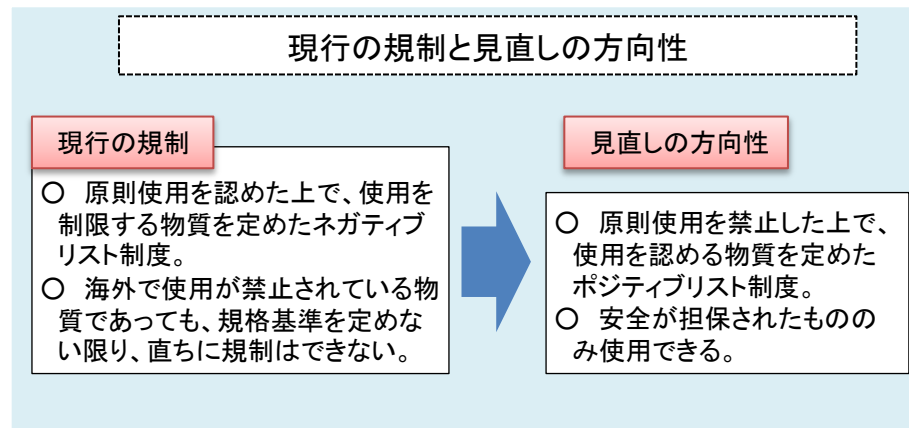 現行の規制と見直しの方向性
現行の規制
○ 原則使用を認めた上で、使用を
制限する物質を定めたネガティブ
リスト制度。
○ 海外で使用が禁止されている物
質であっても、規格基準を定めな
い限り、直ちに規制はできない。
見直しの方向性
○ 原則使用を禁止した上で、
使用を認める物質を定めた
ポジティブリスト制度。
○ 安全が担保されたものの
み使用できる。